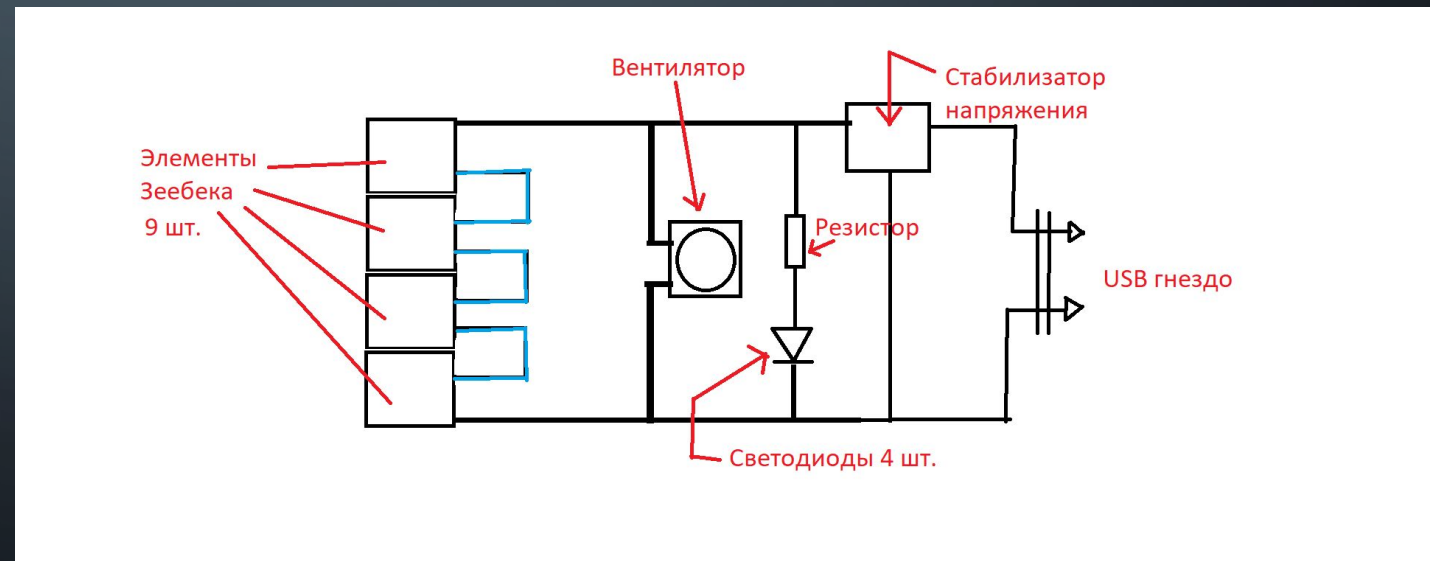 Вентилятор
Стабилизатор
напряжения
Элементы
Зеебека
9 шт.
Резистор
USB гнездо
Светодиоды 4 шт.